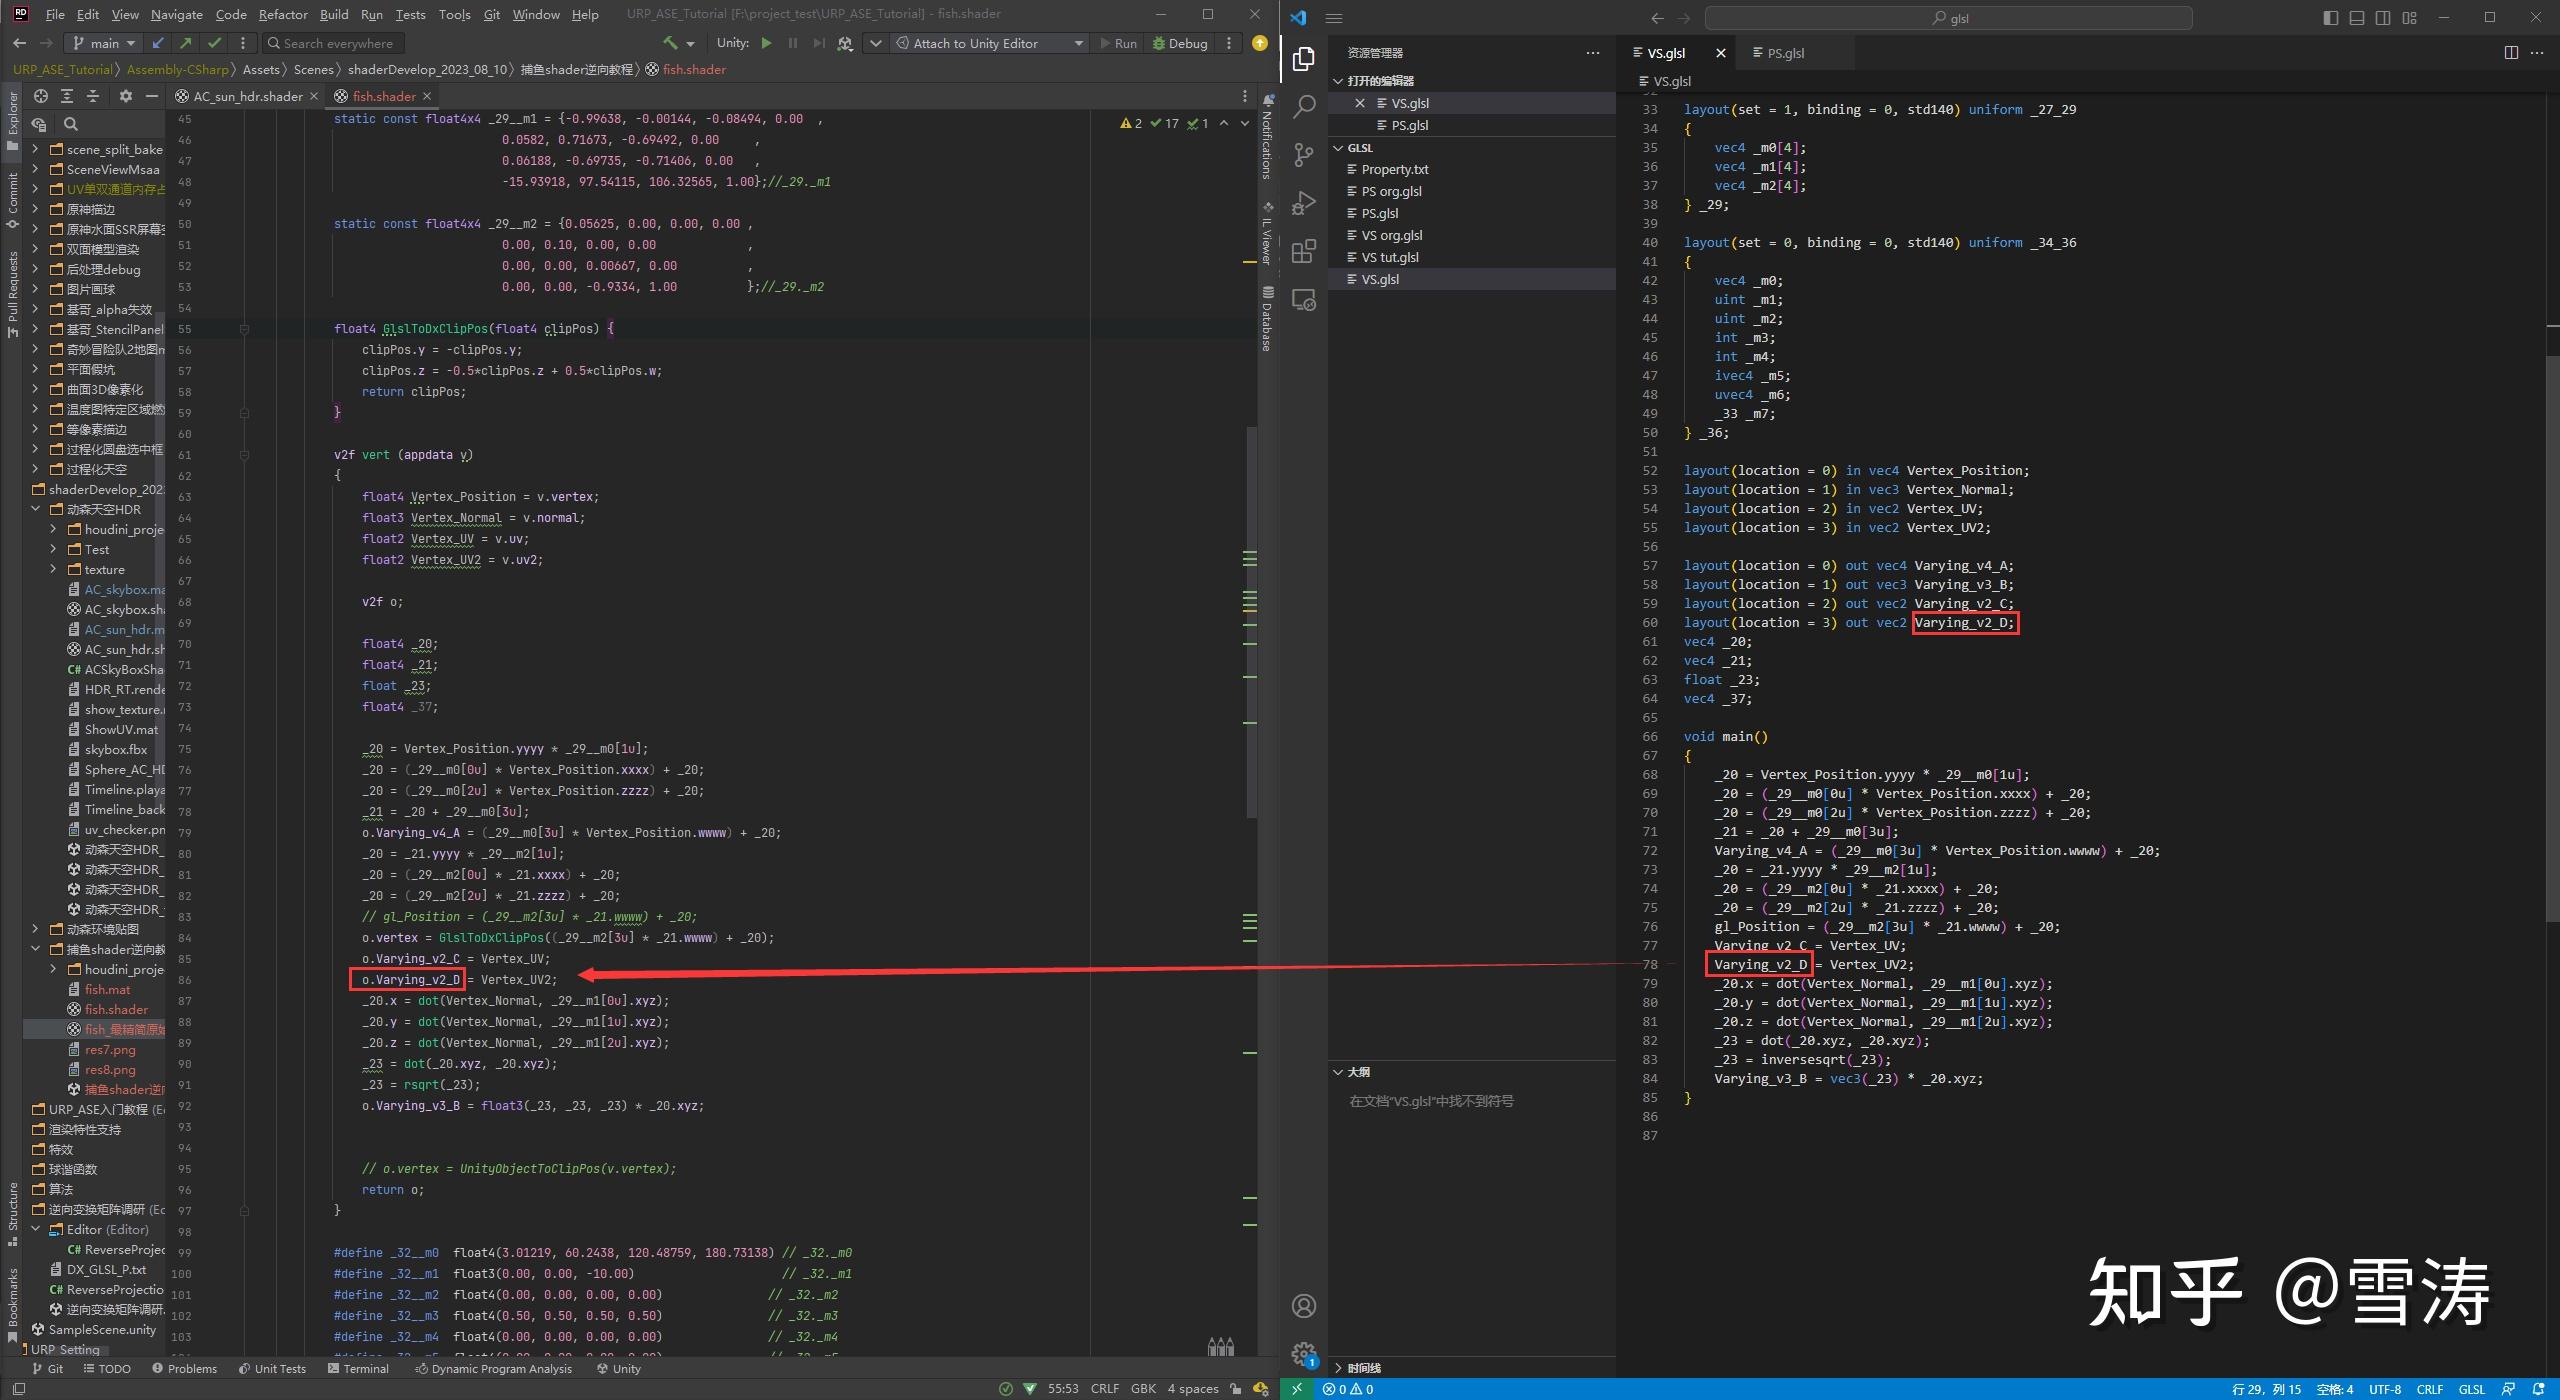 File Edit View Navigate Code Refactor Build Run Tests Tools Git Window Help URP_ASE_Tutorial [F:\project_test\URP_ASE_Tutorial] - fish.shader
main Search everywhere Unity: Attach to Unity Editor Run Debug
URP_ASE_Tutorial Assembly-CSharp Assets Scenes shaderDevelop_2023_08_10 捕鱼shader逆向教程 fish.shader
AC_sun_hdr.shader fish.shader
Explorer
Commit
Pull Requests
Structure
Bookmarks
scene_split_bake
SceneViewMsaa
UV单双通道内存占
原神描边
原神水面SSR屏幕空
双面模型渲染
后处理debug
图片画球
基哥_alpha失效
基哥_StencilPanel
奇妙冒险队2地图m
平面假坑
曲面3D像素化
温度图特定区域燃
等像素描边
过程化圆盘选中框
过程化天空
shaderDevelop_202
动森天空HDR
houdini_proje
Test
texture
AC_skybox.ma
AC_skybox.sha
AC_sun_hdr.m
AC_sun_hdr.sh
C# ACSkyBoxSha
HDR_RT.rende
show_texture.
ShowUV.mat
skybox.fbx
Sphere_AC_HD
Timeline.playa
Timeline_back
uv_checker.pn
动森天空HDR_
动森天空HDR_
动森天空HDR_
动森天空HDR_
动森环境贴图
捕鱼shader逆向教
houdini_proje
fish.mat
fish.shader
fish_最精简原始
res7.png
res8.png
捕鱼shader逆向
URP_ASE入门教程 (Ed
渲染特性支持
特效
球谐函数
算法
逆向变换矩阵调研 (Ed
Editor (Editor)
C# ReverseProjec
DX_GLSL_P.txt
C# ReverseProjectio
逆向变换矩阵调研.
SampleScene.unity
URP Setting
2 17 1
45 static const float4x4 _29__m1 = {-0.99638, -0.00144, -0.08494, 0.00 ,
46 0.0582, 0.71673, -0.69492, 0.00 ,
47 0.06188, -0.69735, -0.71406, 0.00 ,
48 -15.93918, 97.54115, 106.32565, 1.00};//_29._m1
49
50 static const float4x4 _29__m2 = {0.05625, 0.00, 0.00, 0.00 ,
51 0.00, 0.10, 0.00, 0.00 ,
52 0.00, 0.00, 0.00667, 0.00 ,
53 0.00, 0.00, -0.9334, 1.00 };//_29._m2
54
55 float4 GlslToDxClipPos(float4 clipPos) {
56 clipPos.y = -clipPos.y;
57 clipPos.z = -0.5*clipPos.z + 0.5*clipPos.w;
58 return clipPos;
59 }
60
61 v2f vert (appdata v)
62 {
63 float4 Vertex_Position = v.vertex;
64 float3 Vertex_Normal = v.normal;
65 float2 Vertex_UV = v.uv;
66 float2 Vertex_UV2 = v.uv2;
67
68 v2f o;
69
70 float4 _20;
71 float4 _21;
72 float _23;
73 float4 _37;
74
75 _20 = Vertex_Position.yyyy * _29__m0[1u];
76 _20 = (_29__m0[0u] * Vertex_Position.xxxx) + _20;
77 _20 = (_29__m0[2u] * Vertex_Position.zzzz) + _20;
78 _21 = _20 + _29__m0[3u];
79 o.Varying_v4_A = (_29__m0[3u] * Vertex_Position.wwww) + _20;
80 _20 = _21.yyyy * _29__m2[1u];
81 _20 = (_29__m2[0u] * _21.xxxx) + _20;
82 _20 = (_29__m2[2u] * _21.zzzz) + _20;
83 // gl_Position = (_29__m2[3u] * _21.wwww) + _20;
84 o.vertex = GlslToDxClipPos((_29__m2[3u] * _21.wwww) + _20);
85 o.Varying_v2_C = Vertex_UV;
86 o.Varying_v2_D = Vertex_UV2;
87 _20.x = dot(Vertex_Normal, _29__m1[0u].xyz);
88 _20.y = dot(Vertex_Normal, _29__m1[1u].xyz);
89 _20.z = dot(Vertex_Normal, _29__m1[2u].xyz);
90 _23 = dot(_20.xyz, _20.xyz);
91 _23 = rsqrt(_23);
92 o.Varying_v3_B = float3(_23, _23, _23) * _20.xyz;
93
94
95 // o.vertex = UnityObjectToClipPos(v.vertex);
96 return o;
97 }
98
99 #define _32__m0 float4(3.01219, 60.2438, 120.48759, 180.73138) // _32._m0
100 #define _32__m1 float3(0.00, 0.00, -10.00) // _32._m1
101 #define _32__m2 float4(0.00, 0.00, 0.00, 0.00) // _32._m2
102 #define _32__m3 float4(0.50, 0.50, 0.50, 0.50) // _32._m3
103 #define _32__m4 float4(0.00, 0.00, 0.00, 0.00) // _32._m4
Notifications
IL Viewer
Database
Git TODO Problems Unit Tests Terminal Dynamic Program Analysis Unity
55:53 CRLF GBK 4 spaces
glsl
资源管理器
打开的编辑器
VS.glsl
PS.glsl
GLSL
Property.txt
PS org.glsl
PS.glsl
VS org.glsl
VS tut.glsl
VS.glsl
大纲
在文档"VS.glsl"中找不到符号
时间线
VS.glsl PS.glsl
VS.glsl
33 layout(set = 1, binding = 0, std140) uniform _27_29
34 {
35 vec4 _m0[4];
36 vec4 _m1[4];
37 vec4 _m2[4];
38 } _29;
39
40 layout(set = 0, binding = 0, std140) uniform _34_36
41 {
42 vec4 _m0;
43 uint _m1;
44 uint _m2;
45 int _m3;
46 int _m4;
47 ivec4 _m5;
48 uvec4 _m6;
49 _33 _m7;
50 } _36;
51
52 layout(location = 0) in vec4 Vertex_Position;
53 layout(location = 1) in vec3 Vertex_Normal;
54 layout(location = 2) in vec2 Vertex_UV;
55 layout(location = 3) in vec2 Vertex_UV2;
56
57 layout(location = 0) out vec4 Varying_v4_A;
58 layout(location = 1) out vec3 Varying_v3_B;
59 layout(location = 2) out vec2 Varying_v2_C;
60 layout(location = 3) out vec2 Varying_v2_D;
61 vec4 _20;
62 vec4 _21;
63 float _23;
64 vec4 _37;
65
66 void main()
67 {
68 _20 = Vertex_Position.yyyy * _29__m0[1u];
69 _20 = (_29__m0[0u] * Vertex_Position.xxxx) + _20;
70 _20 = (_29__m0[2u] * Vertex_Position.zzzz) + _20;
71 _21 = _20 + _29__m0[3u];
72 Varying_v4_A = (_29__m0[3u] * Vertex_Position.wwww) + _20;
73 _20 = _21.yyyy * _29__m2[1u];
74 _20 = (_29__m2[0u] * _21.xxxx) + _20;
75 _20 = (_29__m2[2u] * _21.zzzz) + _20;
76 gl_Position = (_29__m2[3u] * _21.wwww) + _20;
77 Varying_v2_C = Vertex_UV;
78 Varying_v2_D = Vertex_UV2;
79 _20.x = dot(Vertex_Normal, _29__m1[0u].xyz);
80 _20.y = dot(Vertex_Normal, _29__m1[1u].xyz);
81 _20.z = dot(Vertex_Normal, _29__m1[2u].xyz);
82 _23 = dot(_20.xyz, _20.xyz);
83 _23 = inversesqrt(_23);
84 Varying_v3_B = vec3(_23) * _20.xyz;
85 }
86
87
知乎 @雪涛
1
0 0 行 29，列 15 空格: 4 UTF-8 CRLF GLSL